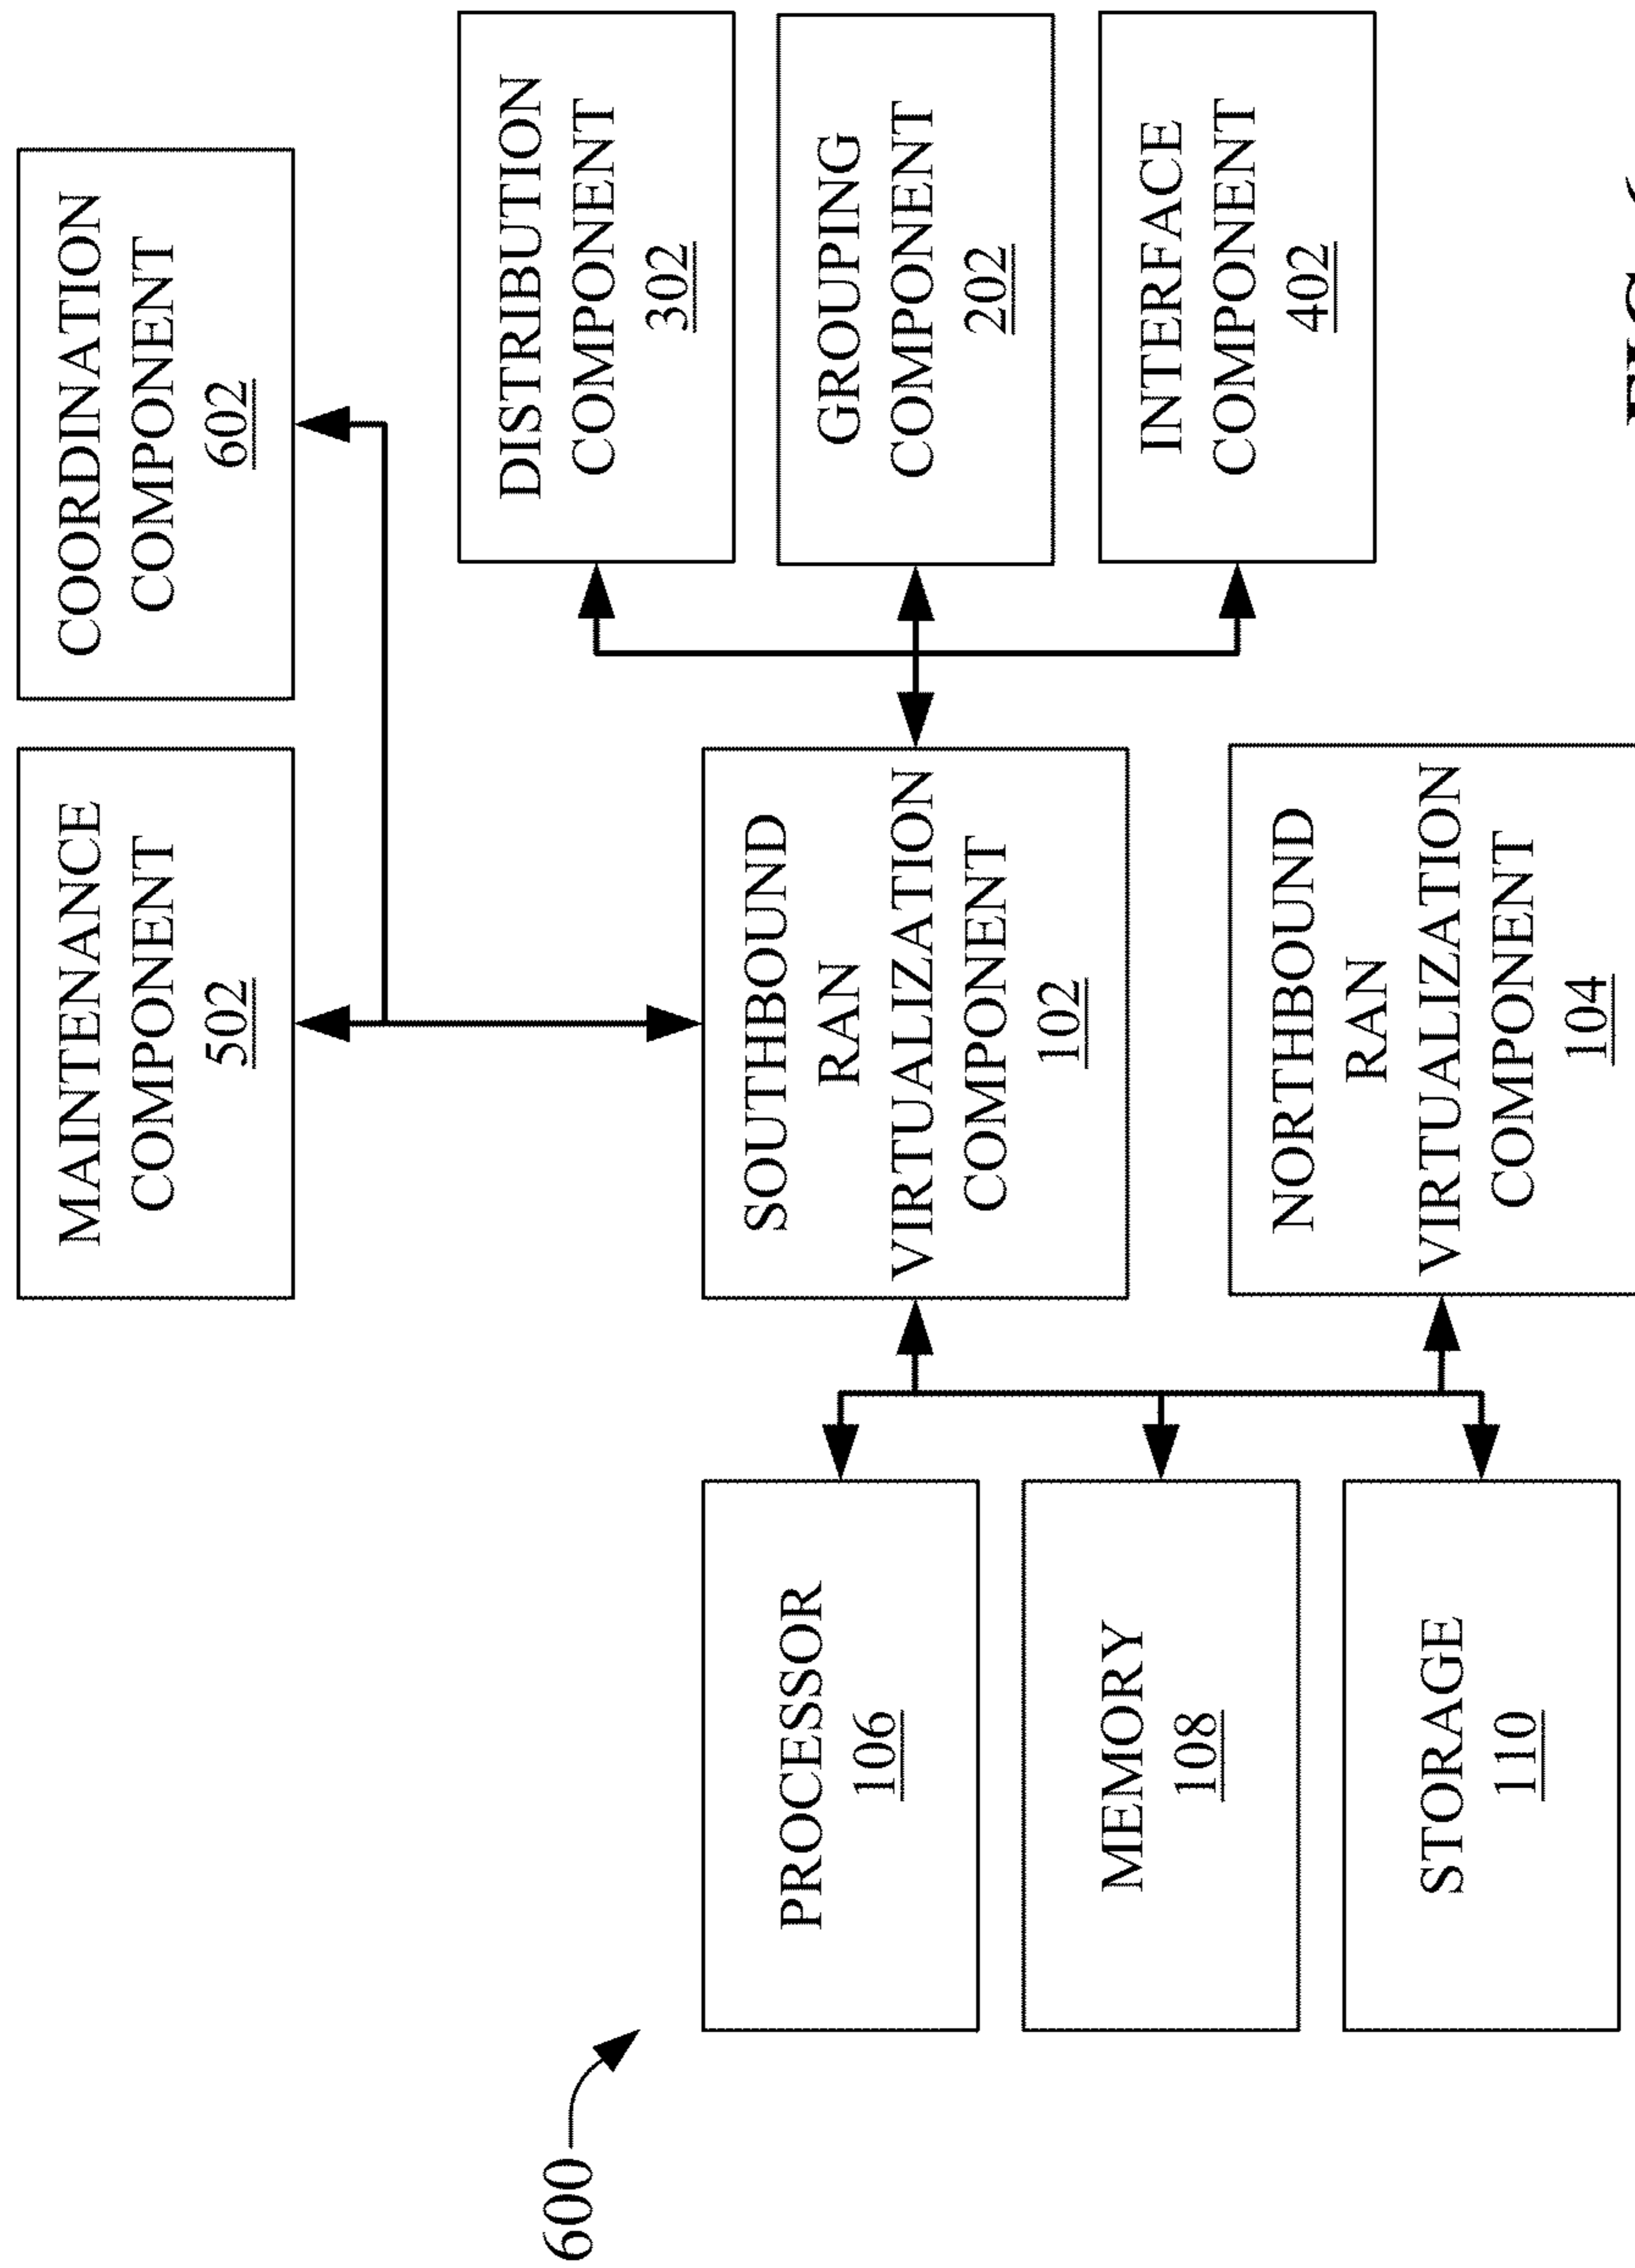 MAINTENANCE
COMPONENT
502
COORDINATION
COMPONENT
602
600
DISTRIBUTION
COMPONENT
302
PROCESSOR
106
SOUTHBOUND
RAN
VIRTUALIZATION
COMPONENT
102
GROUPING
COMPONENT
202
MEMORY
108
INTERFACE
COMPONENT
402
NORTHBOUND
RAN
VIRTUALIZATION
COMPONENT
104
STORAGE
110